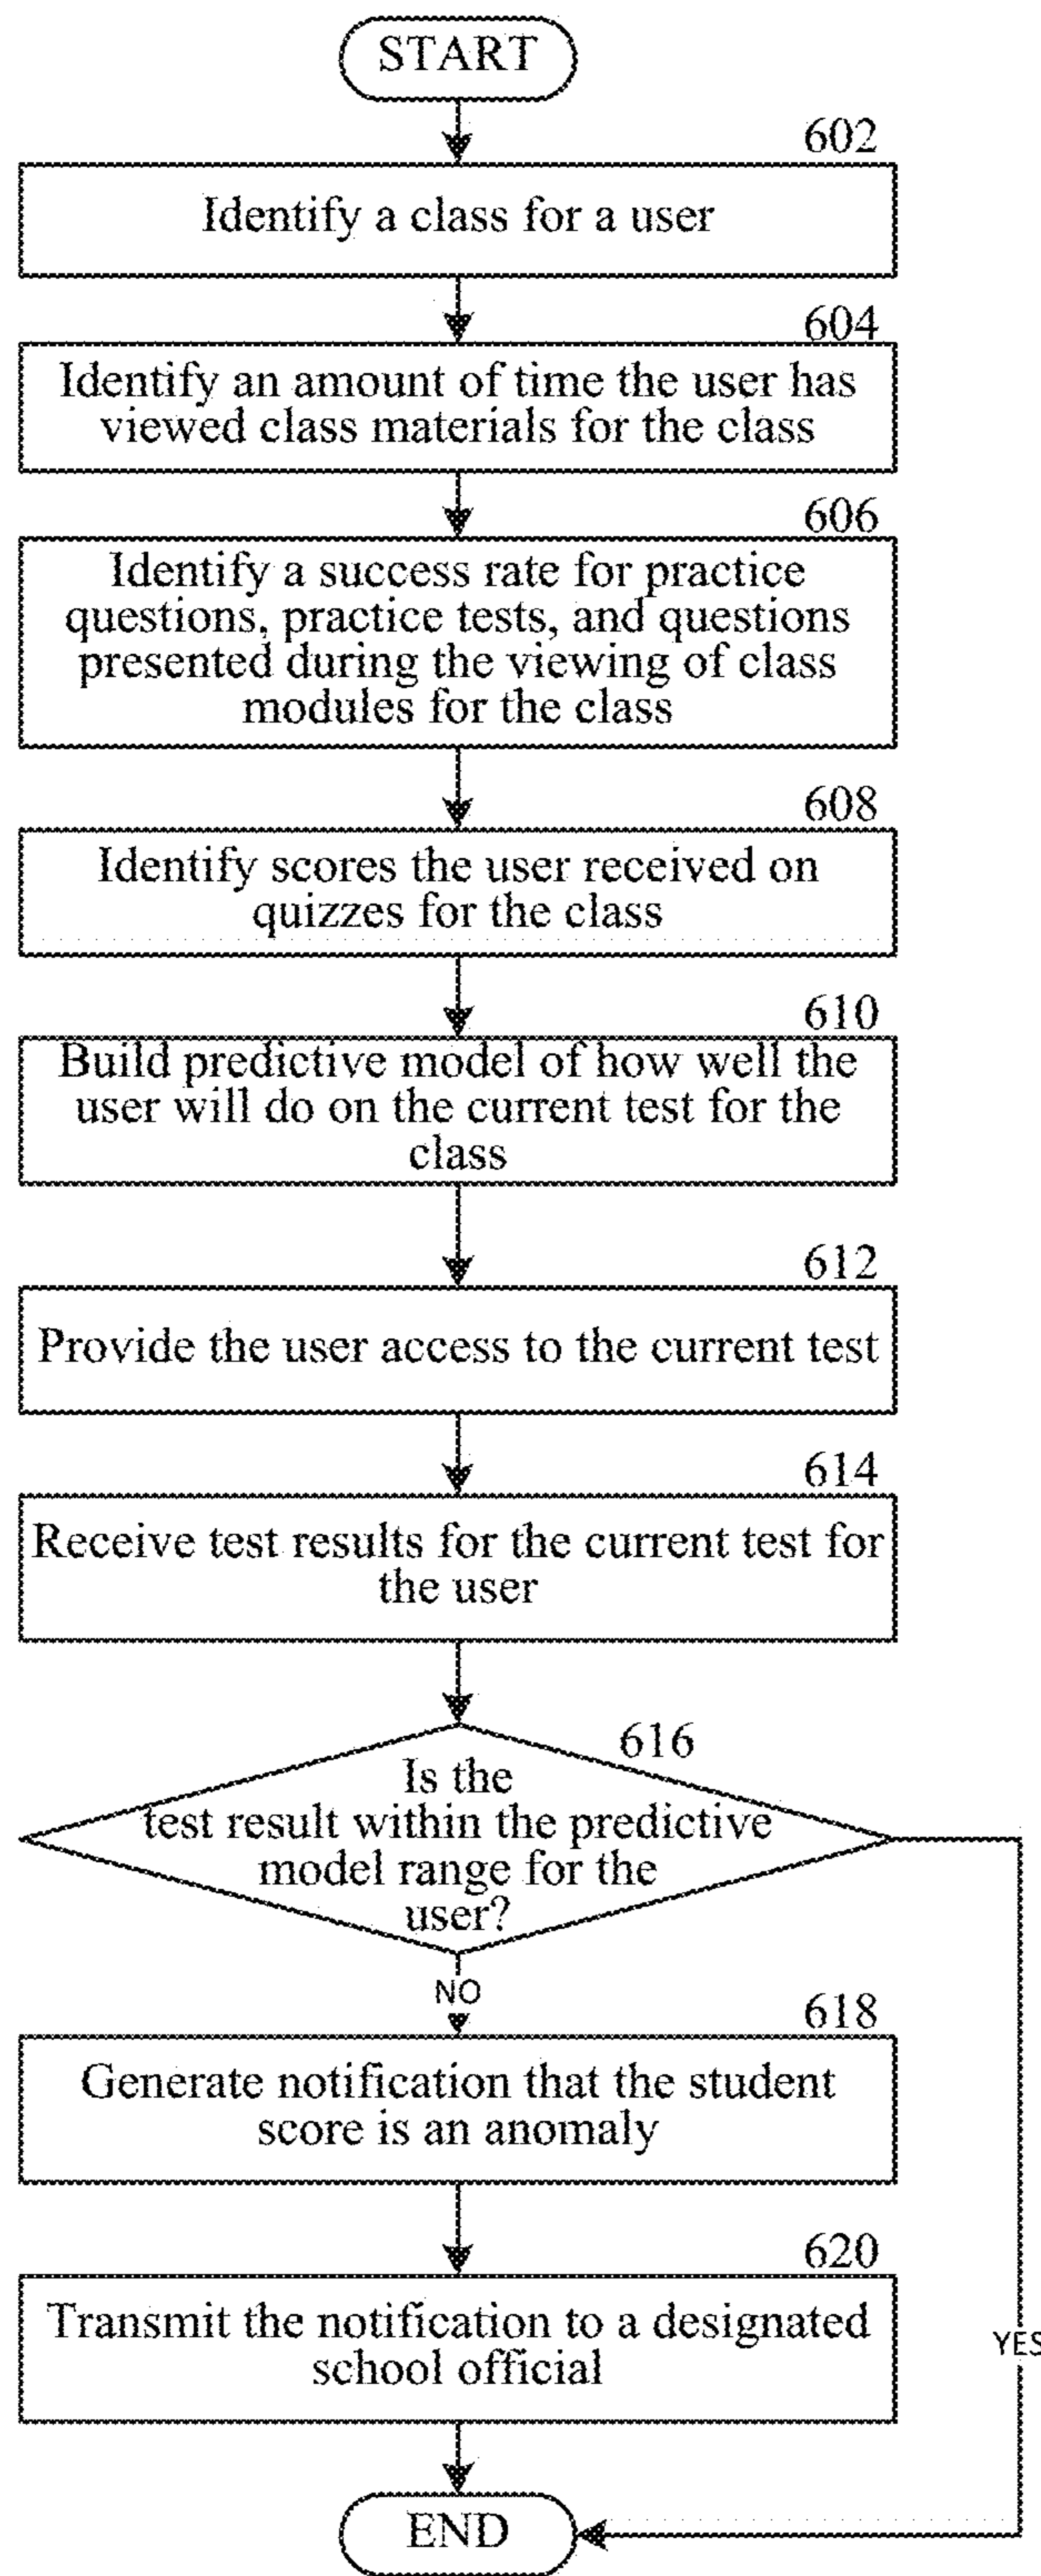 START
602
Identify a class for a user
604
Identify an amount of time the user has
viewed class materials for the class
606
Identify a success rate for practice
questions, practice tests, and questions
presented during the viewing of class
modules for the class
608
Identify scores the user received on
quizzes for the class
610
Build predictive model of how well the
user will do on the current test for the
class
612
Provide the user access to the current test
614
Receive test results for the current test for
the user
616
Is the
test result within the predictive
model range for the
user?
NO
618
Generate notification that the student
score is an anomaly
620
Transmit the notification to a designated
school official
YES
END